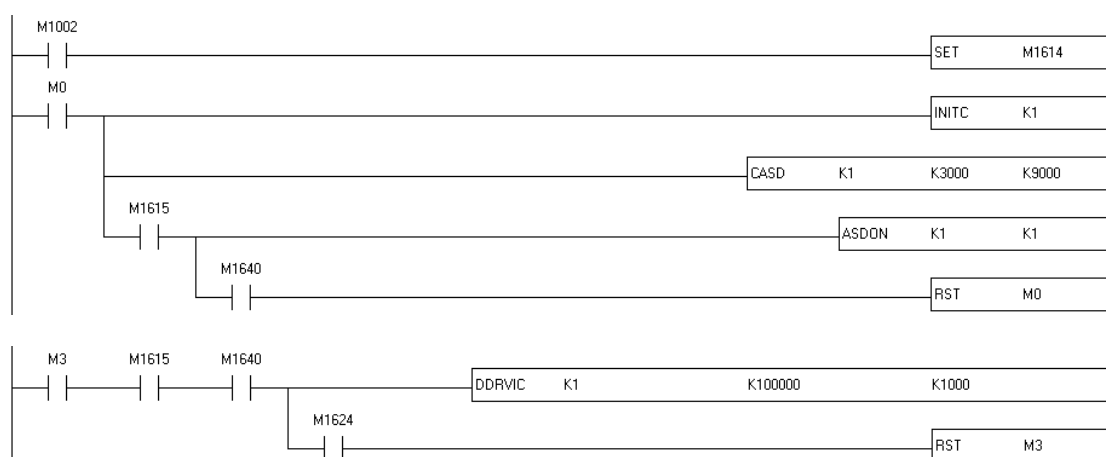 M1002
SET M1614
M0
INITC K1
CASD K1 K3000 K9000
M1615
ASDON K1 K1
M1640
RST M0
M3 M1615 M1640
DDRVIC K1 K100000 K1000
M1624
RST M3